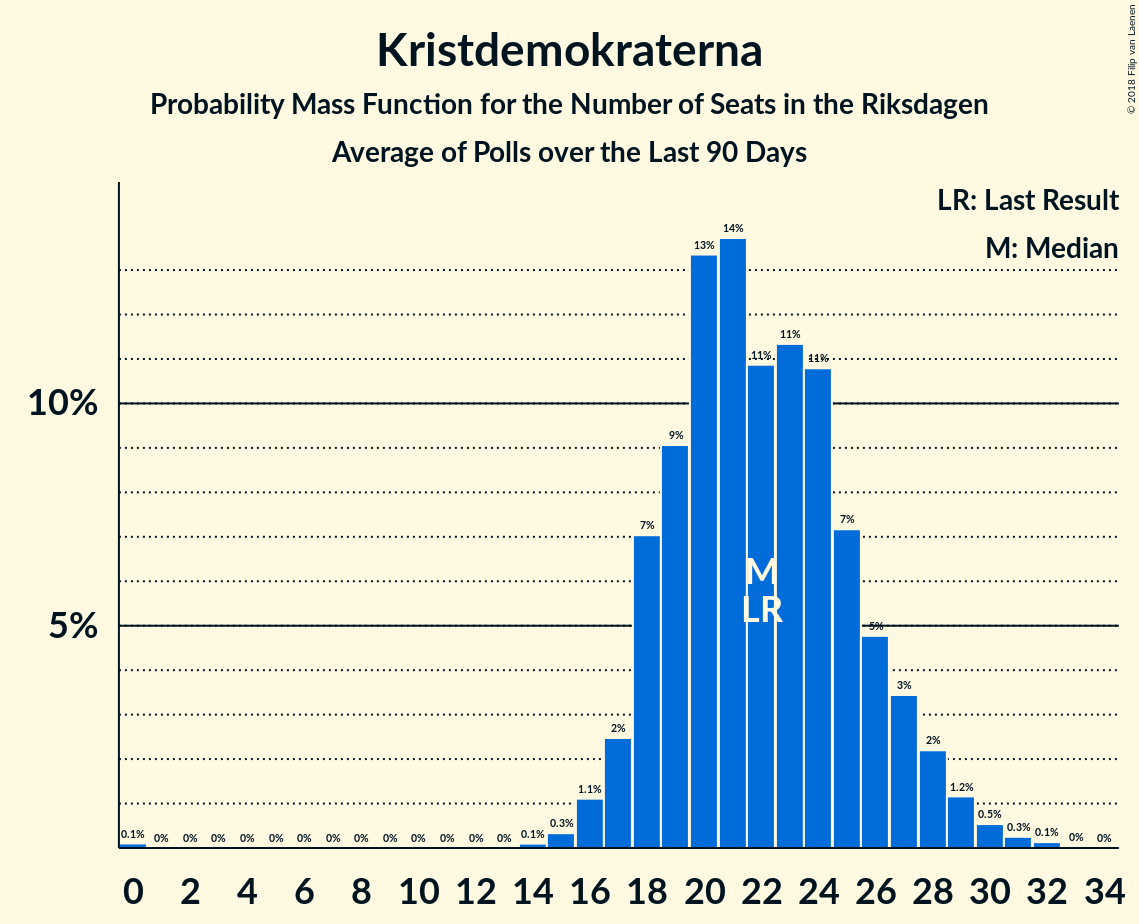 Kristdemokraterna
Probability Mass Function for the Number of Seats in the Riksdagen
Average of Polls over the Last 90 Days
© 2018 Filip van Laenen
LR: Last Result
M: Median
10%
5%
0.1% 0% 0% 0% 0% 0% 0% 0% 0% 0% 0% 0% 0% 0% 0.1% 0.3% 1.1% 2% 7% 9% 13% 14% 11% 11% 11% 7% 5% 3% 2% 1.2% 0.5% 0.3% 0.1% 0% 0%
M
LR
0 2 4 6 8 10 12 14 16 18 20 22 24 26 28 30 32 34